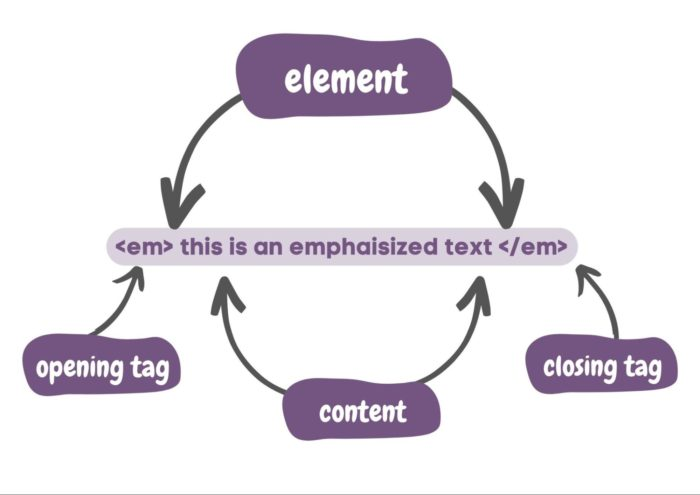 element
<em> this is an emphaisized text </em>
opening tag
closing tag
content